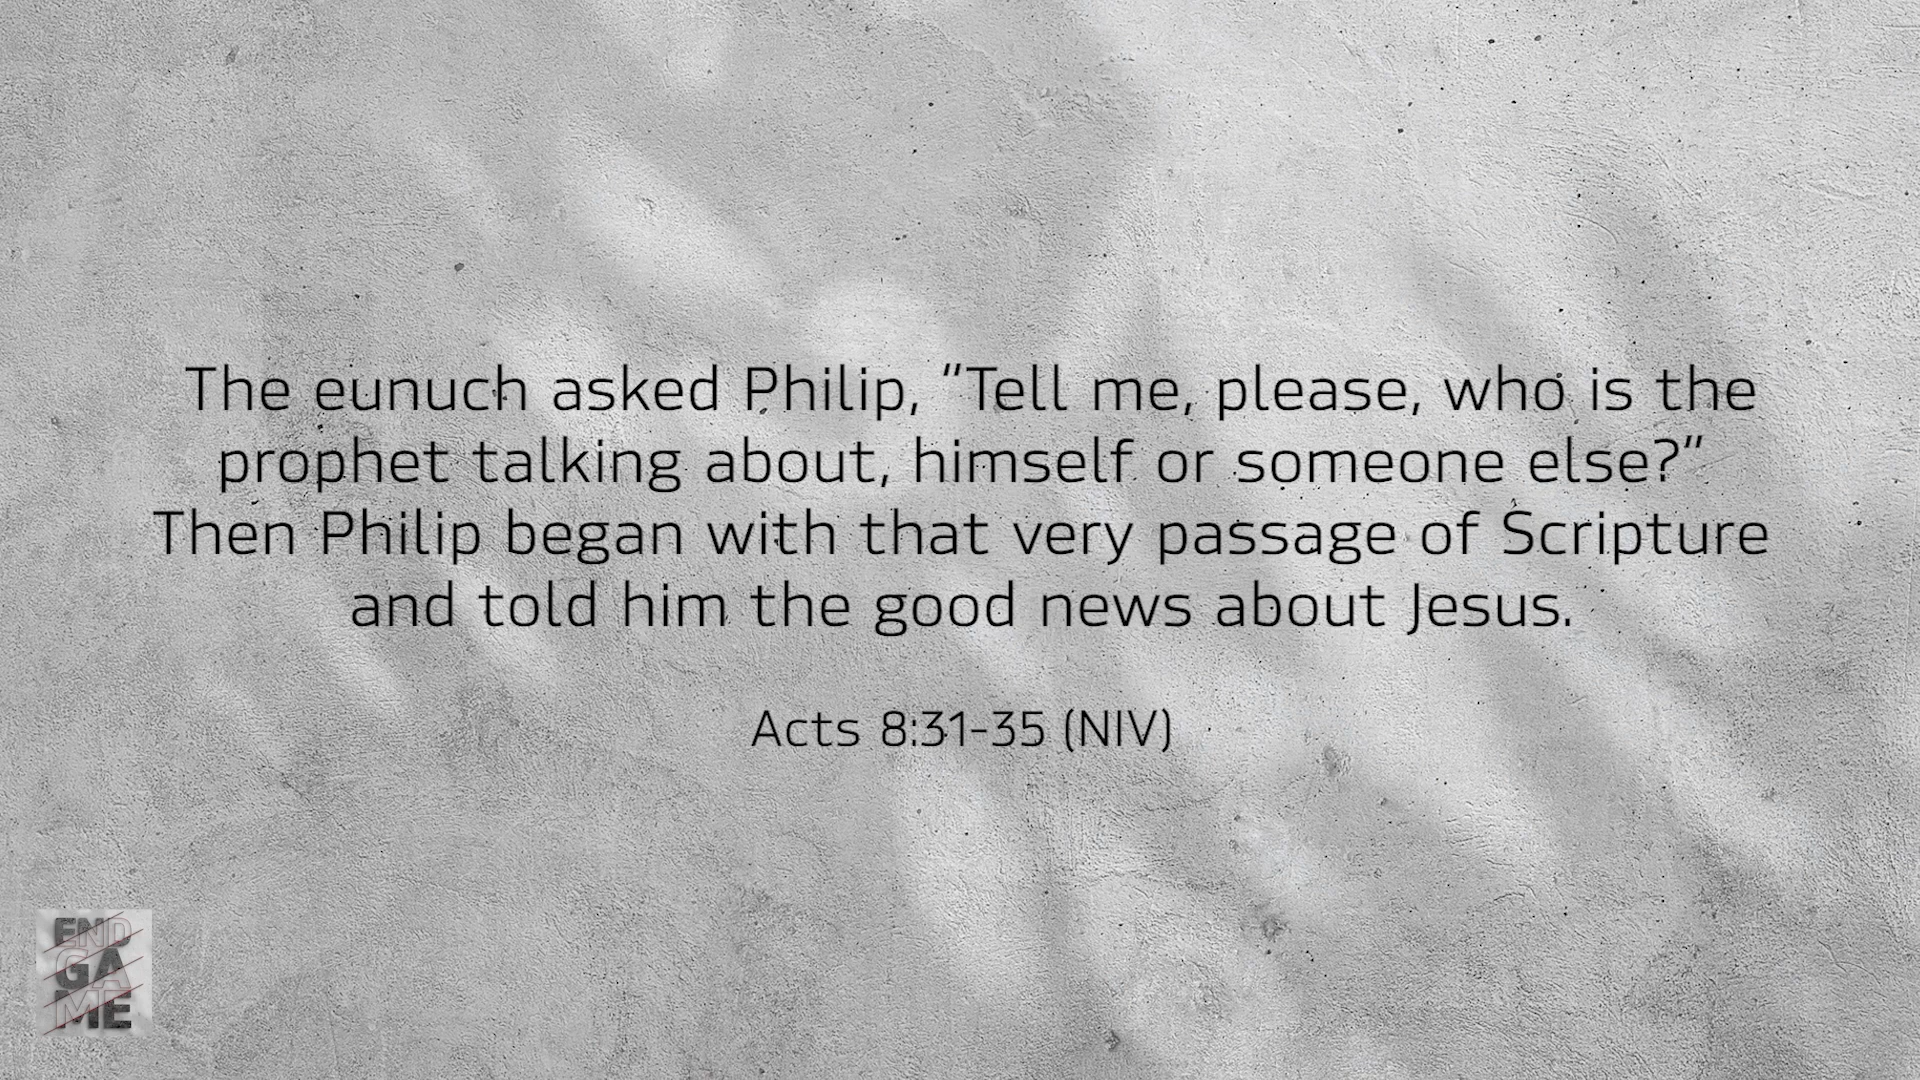 The eunuch asked Philip, "Tell me, please, who is the
prophet talking about, himself or someone else?"
Then Philip began with that very passage of Scripture
and told him the good news about Jesus.
Acts 8:31-35 (NIV)
END
GA
ME